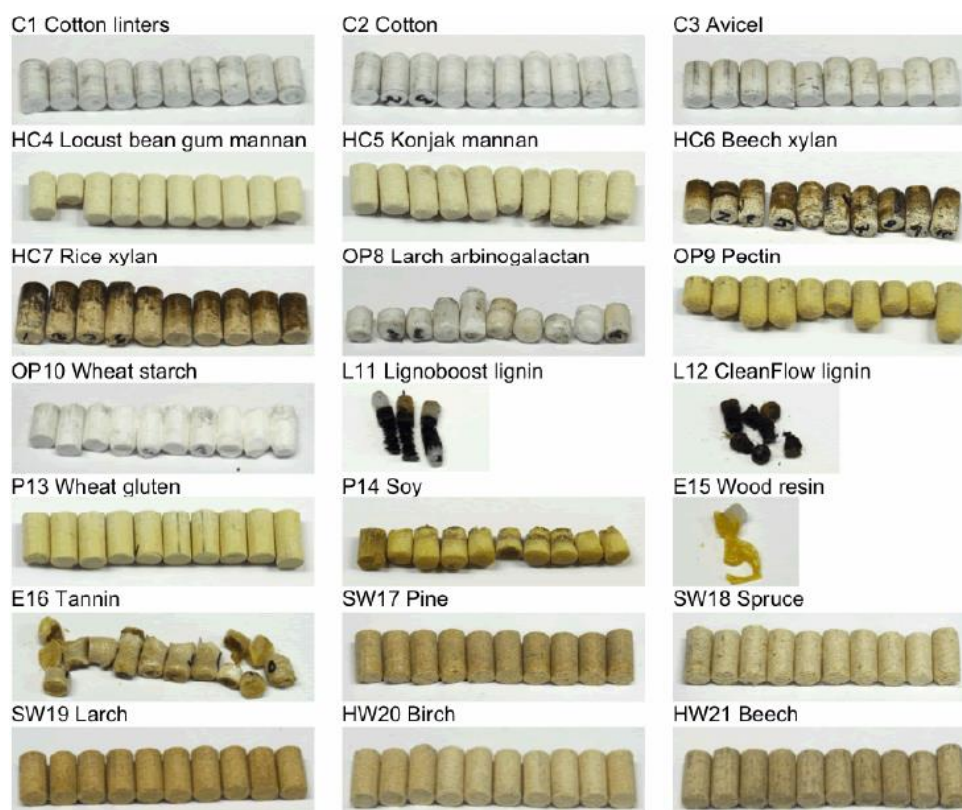 C1 Cotton linters
C2 Cotton
C3 Avicel
HC4 Locust bean gum mannan
HC5 Konjak mannan
HC6 Beech xylan
HC7 Rice xylan
OP8 Larch arbinogalactan
OP9 Pectin
OP10 Wheat starch
L11 Lignoboost lignin
L12 CleanFlow lignin
P13 Wheat gluten
P14 Soy
E15 Wood resin
E16 Tannin
SW17 Pine
SW18 Spruce
SW19 Larch
HW20 Birch
HW21 Beech